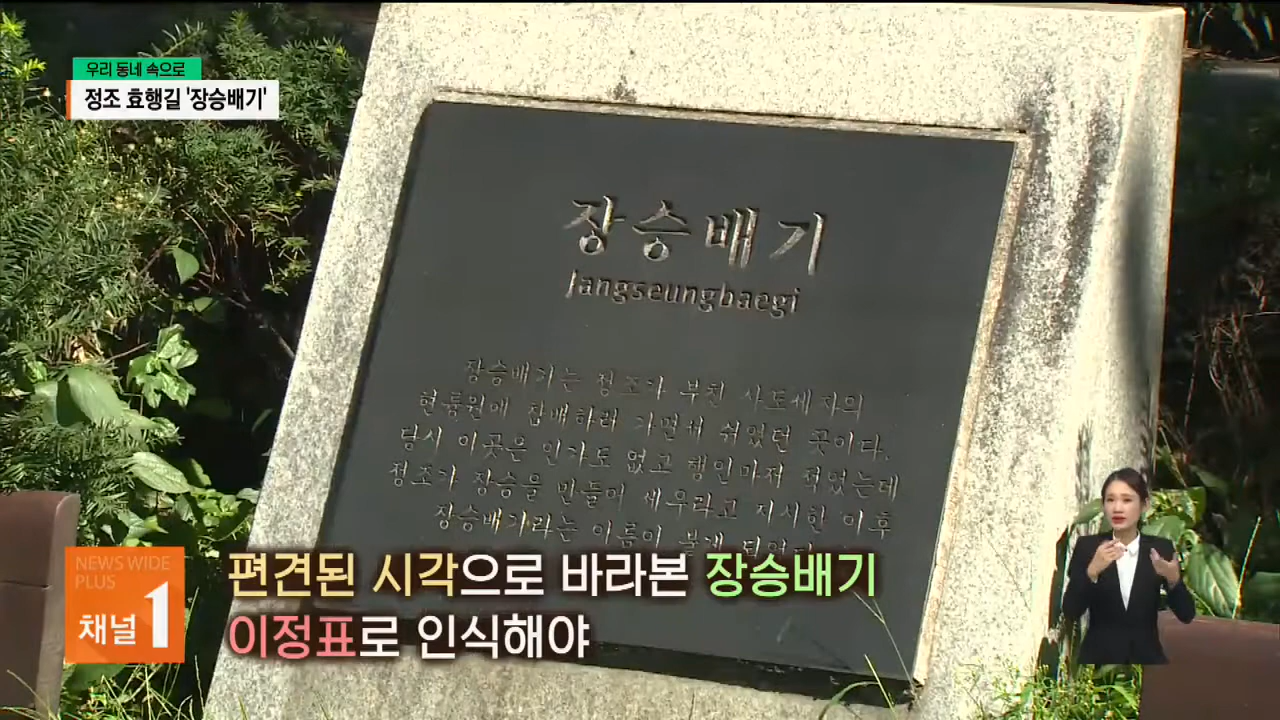 우리 동네 속으로
정조 효행길 '장승배기'
장승배기
Jangseungbaegi
장승배기는 정조가 부친 사도세자의
현륭원에 참배하러 가면서 쉬었던 곳이다.
당시 이곳은 인가도 없고 행인마저 적었는데
정조가 장승을 만들어 세우라고 지시한 이후
장승배기라는 이름이 붙게 되었다.
NEWS WIDE
PLUS
채널 1
편견된 시각으로 바라본 장승배기
이정표로 인식해야